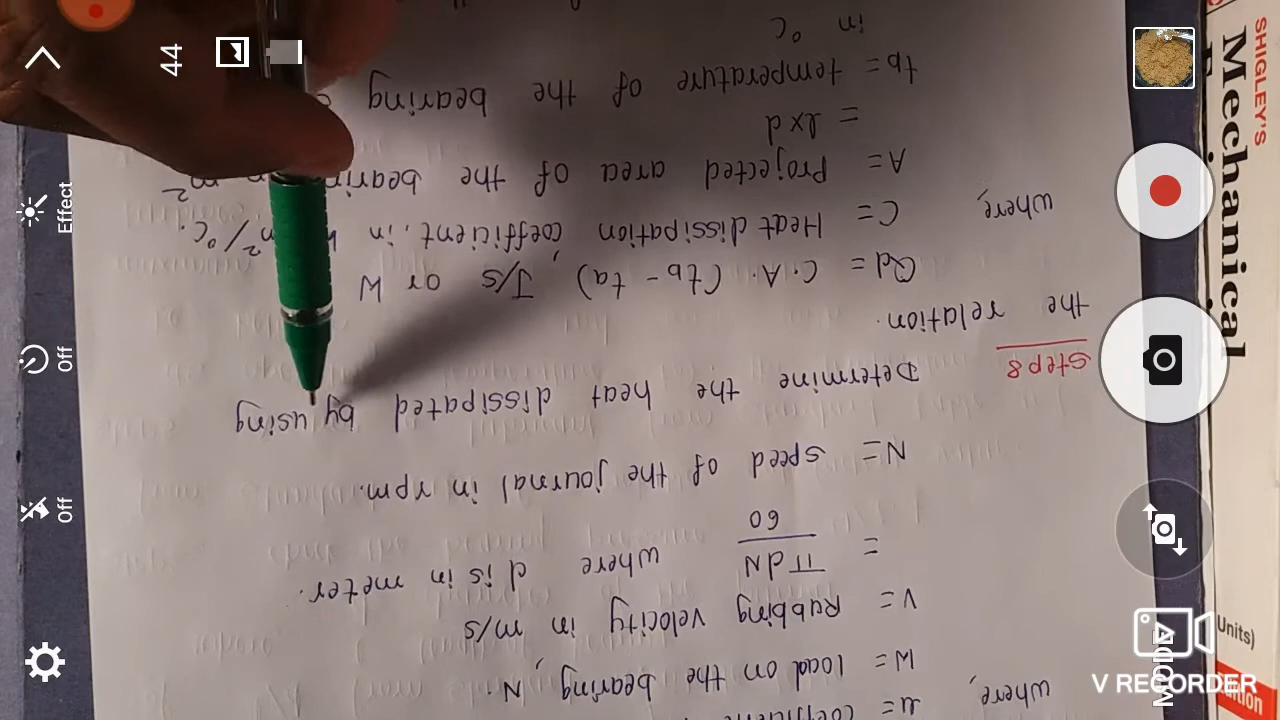 where,
μ = coefficient
W = load on the bearing, N.
V = Rubbing velocity in m/s
= πdN / 60 where d is in meter.
N = speed of the journal in rpm.
Step 8 Determine the heat dissipated by using
the relation.
Qd = C.A. (tb - ta) J/s or W
where, C = Heat dissipation coefficient, in /m²/°C.
A = Projected area of the bearing m²
= l×d
tb = temperature of the bearing
in °C
SHIGLEY'S
Mechanical
Units)
44
Effect
Off
Off
MODE
V RECORDER